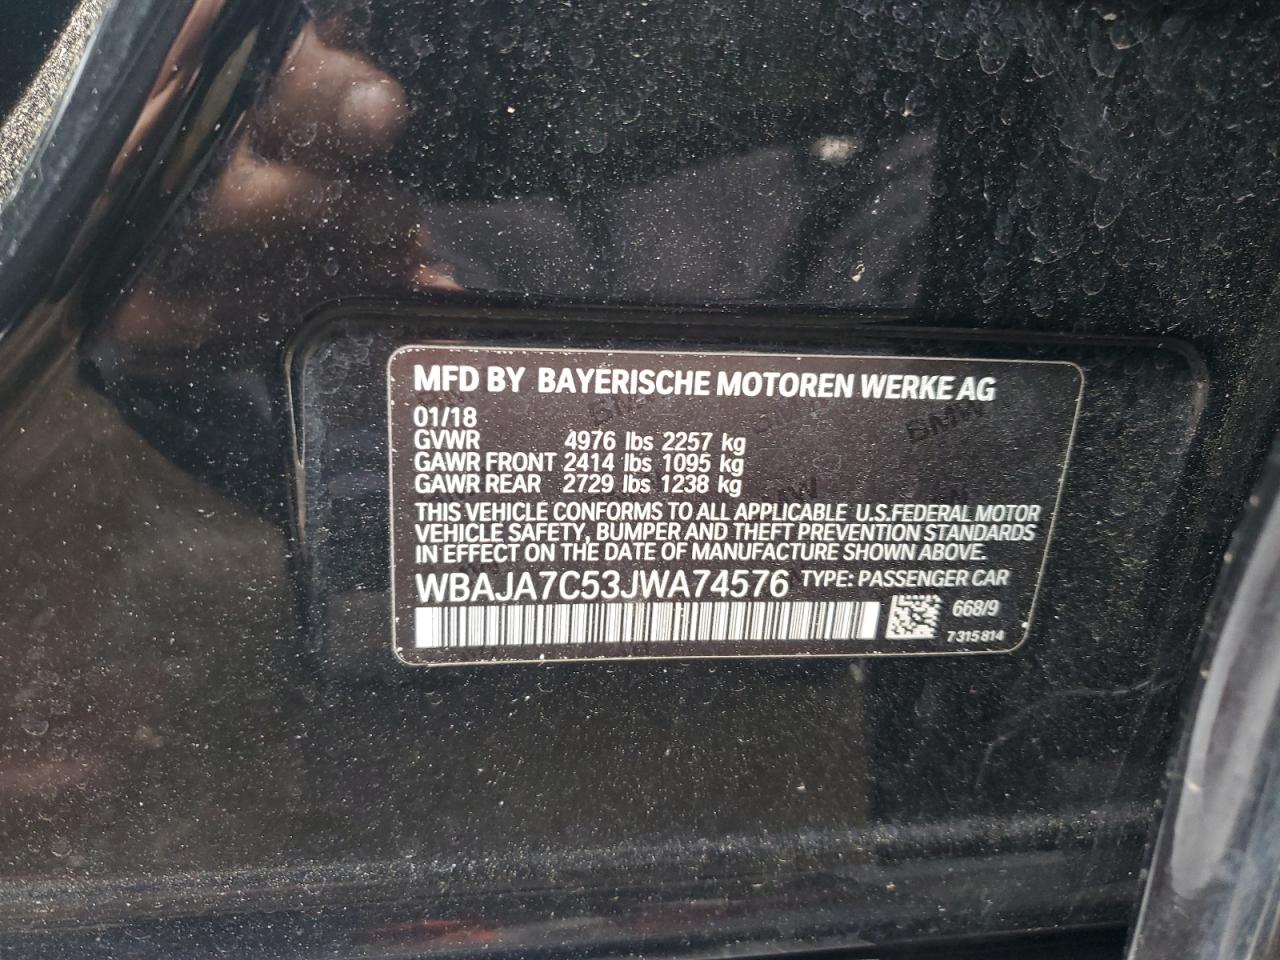 MFD BY BAYERISCHE MOTOREN WERKE AG
01/18
GVWR 4976 lbs 2257 kg
GAWR FRONT 2414 lbs 1095 kg
GAWR REAR 2729 lbs 1238 kg
THIS VEHICLE CONFORMS TO ALL APPLICABLE U.S.FEDERAL MOTOR
VEHICLE SAFETY, BUMPER AND THEFT PREVENTION STANDARDS
IN EFFECT ON THE DATE OF MANUFACTURE SHOWN ABOVE.
WBAJA7C53JWA74576 TYPE: PASSENGER CAR
668/9
7315814